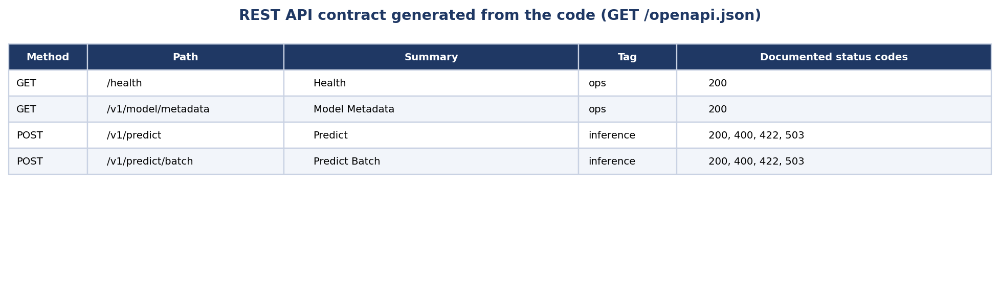 REST API contract generated from the code (GET /openapi.json)
Method Path Summary Tag Documented status codes
GET /health Health ops 200
GET /v1/model/metadata Model Metadata ops 200
POST /v1/predict Predict inference 200, 400, 422, 503
POST /v1/predict/batch Predict Batch inference 200, 400, 422, 503